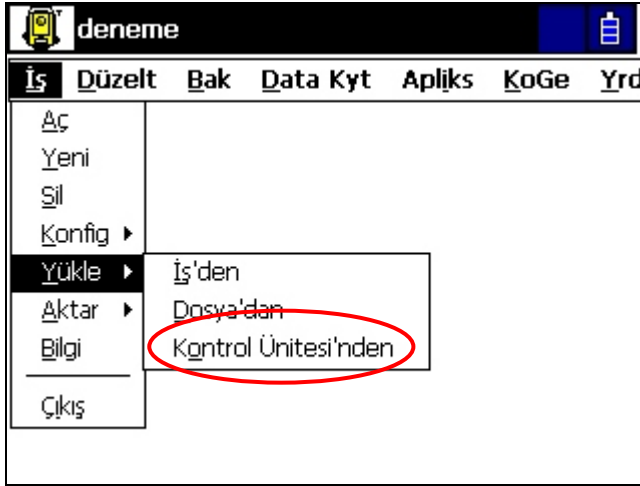 deneme
İş Düzelt Bak Data Kyt Apliks KoGe Yrd
Aç
Yeni
Sil
Konfig
Yükle
Aktar
Bilgi
Çıkış
İş'den
Dosya'dan
Kontrol Ünitesi'nden